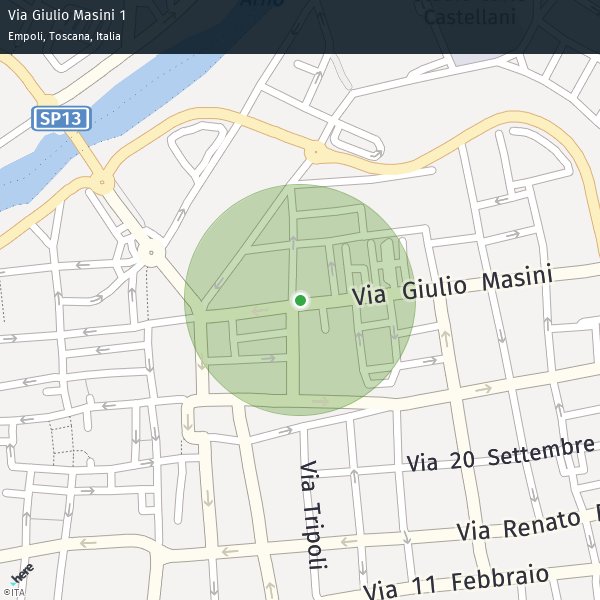 Via Giulio Masini 1
Empoli, Toscana, Italia
Arno
Castellani
SP13
Via Giulio Masini
Via 20 Settembre
Via Tripoli
Via Renato
Via 11 Febbraio
here
©ITA